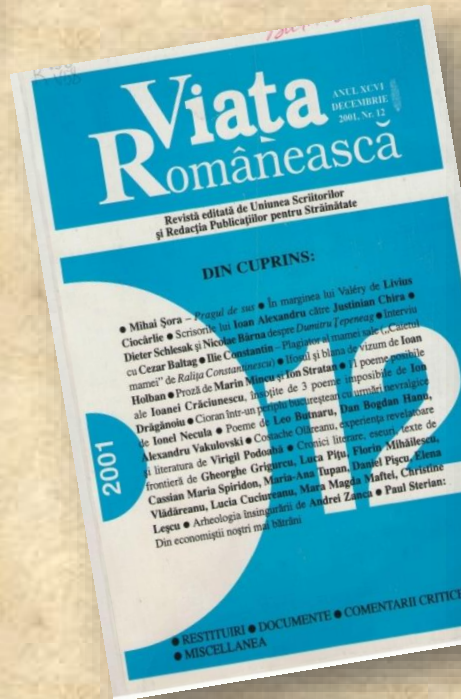 Viața
Românească
ANUL XCVI
DECEMBRIE
2001, Nr. 12
Revistă editată de Uniunea Scriitorilor
și Redacția Publicațiilor pentru Străinătate
DIN CUPRINS:
● Mihai Șora – Pragul de sus ● În marginea lui Valéry de Livius
Ciocârlie ● Scrisorile lui Ioan Alexandru către Justinian Chira ●
Dieter Schlesak și Nicolae Bârna despre Dumitru Țepeneag ● Interviu
cu Cezar Baltag ● Ilie Constantin – Plagiator al mamei sale („Caietul
mamei” de Ralița Constantinescu) ● Ifosul și blana de vizum de Ioan
Holban ● Proză de Marin Mincu și Ion Stratan ● 11 poeme posibile
ale Ioanei Crăciunescu, însoțite de 3 poeme imposibile de Ion
Drăgănoiu ● Cioran într-un periplu bucureștean cu urmări nevralgice
de Ionel Necula ● Poeme de Leo Butnaru, Dan Bogdan Hanu,
Alexandru Vakulovski ● Costache Olăreanu, experiența revelatoare
și literatura de Virgil Podoabă ● Cronici literare, eseuri, texte de
frontieră de Gheorghe Grigurcu, Luca Pițu, Florin Mihăilescu,
Cassian Maria Spiridon, Maria-Ana Tupan, Daniel Pișcu, Elena
Vlădăreanu, Lucia Cuciureanu, Mara Magda Maftei, Christine
Leșcu ● Arheologia însingurării de Andrei Zanca ● Paul Sterian:
Din economiștii noștri mai bătrâni
2001
12
● RESTITUIRI ● DOCUMENTE ● COMENTARII CRITICE
● MISCELLANEA